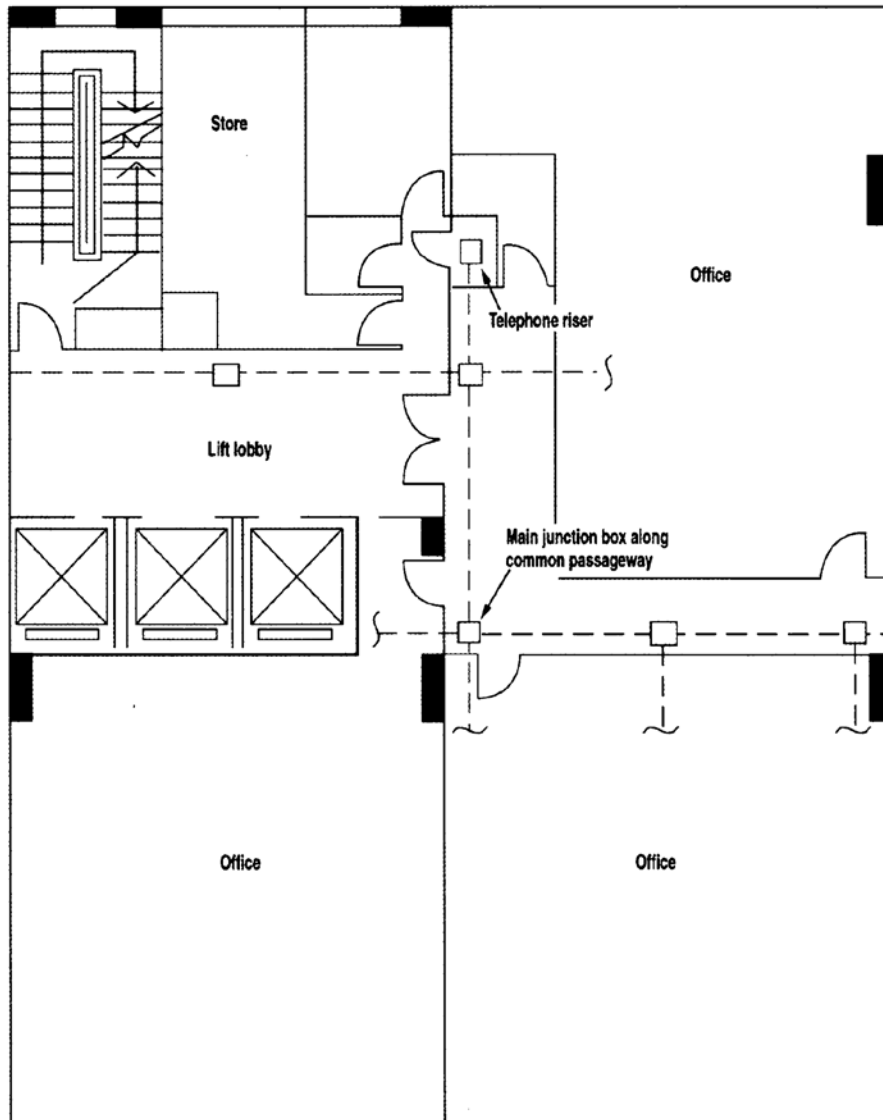 Store
Office
Telephone riser
Lift lobby
Main junction box along
common passageway
Office
Office